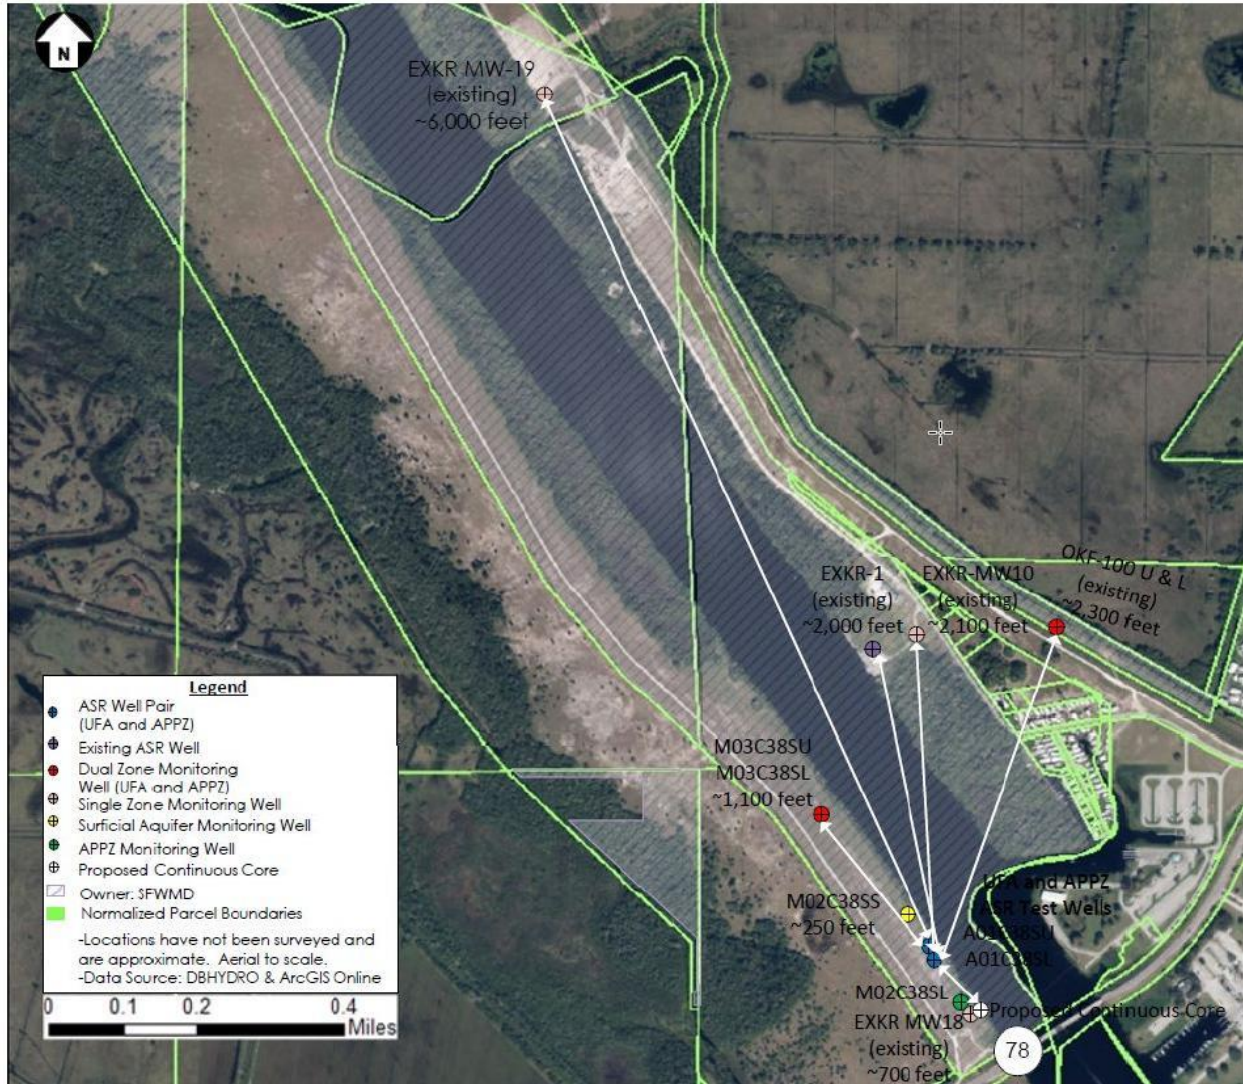 N
EXKR MW-19
(existing)
~6,000 feet
OKF-100 U & L
(existing)
~2,300 feet
EXKR-1
(existing)
~2,000 feet
EXKR-MW10
(existing)
~2,100 feet
M03C38SU
M03C38SL
~1,100 feet
M02C38SS
~250 feet
UFA and APPZ
ASR Test Wells
A01C38SU
A01C38SL
M02C38SL
Proposed Continuous Core
EXKR MW18
(existing)
~700 feet
78
Legend
ASR Well Pair
(UFA and APPZ)
Existing ASR Well
Dual Zone Monitoring
Well (UFA and APPZ)
Single Zone Monitoring Well
Surficial Aquifer Monitoring Well
APPZ Monitoring Well
Proposed Continuous Core
Owner: SFWMD
Normalized Parcel Boundaries
-Locations have not been surveyed and
are approximate. Aerial to scale.
-Data Source: DBHYDRO & ArcGIS Online
0 0.1 0.2 0.4
Miles